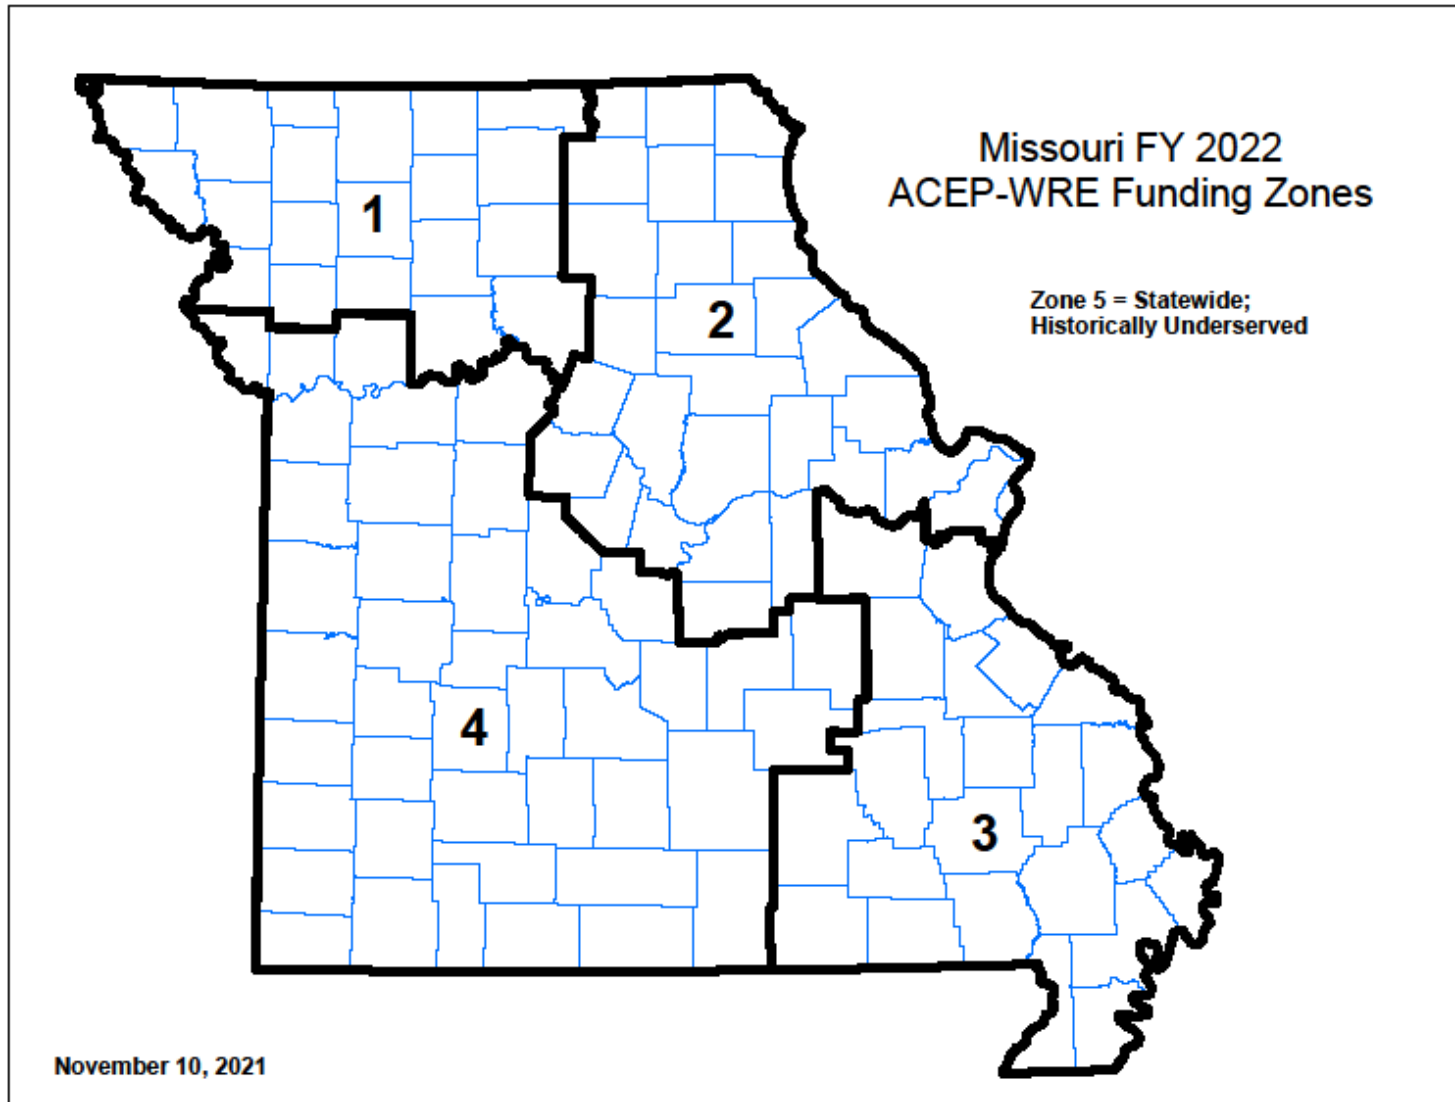 Missouri FY 2022
ACEP-WRE Funding Zones
1
Zone 5 = Statewide;
Historically Underserved
2
4
3
November 10, 2021